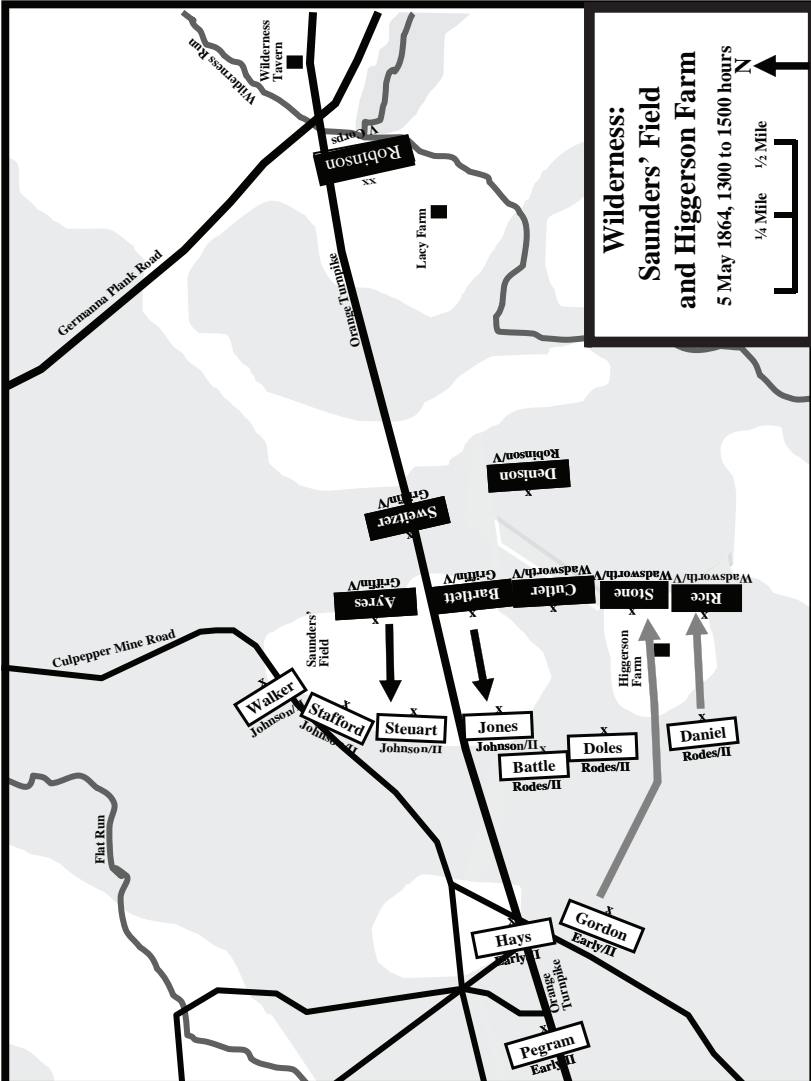 Wilderness:
Saunders' Field
and Higgerson Farm
5 May 1864, 1300 to 1500 hours
N
¼ Mile
½ Mile
Wilderness Run
Wilderness
Tavern
V Corps
Robinson
xx
Lacy Farm
Germanna Plank Road
Orange Turnpike
Robinson/V
Denison
x
Griffin/V
Sweitzer
x
Griffin/V
Ayres
x
Griffin/V
Bartlett
x
Wadsworth/V
Cutler
x
Wadsworth/V
Stone
x
Wadsworth/V
Rice
x
Culpepper Mine Road
Saunders'
Field
Higgerson
Farm
x
Walker
Johnson/
x
Stafford
Johnson/II
x
Steuart
Johnson/II
x
Jones
Johnson/II
x
Battle
Rodes/II
x
Doles
Rodes/II
x
Daniel
Rodes/II
Flat Run
x
Hays
Early/II
x
Gordon
Early/II
Orange
Turnpike
x
Pegram
Early/II